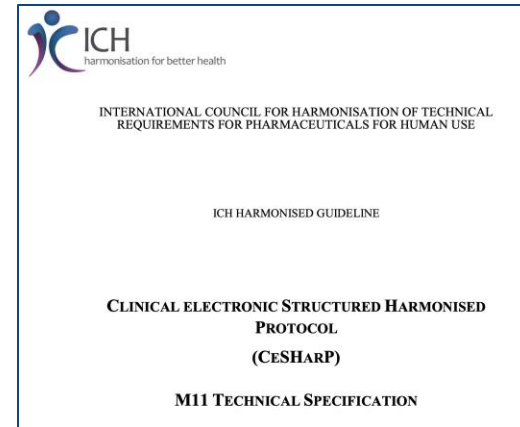 ICH
harmonisation for better health
INTERNATIONAL COUNCIL FOR HARMONISATION OF TECHNICAL
REQUIREMENTS FOR PHARMACEUTICALS FOR HUMAN USE
ICH HARMONISED GUIDELINE
CLINICAL ELECTRONIC STRUCTURED HARMONISED
PROTOCOL
(CESHARP)
M11 TECHNICAL SPECIFICATION